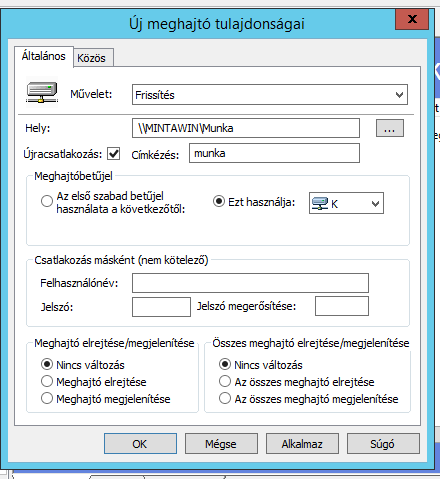 Új meghajtó tulajdonságai
x
Általános Közös
Művelet: Frissítés
Hely: \\MINTAWIN\Munka ...
Újracsatlakozás: Címkézés: munka
Meghajtóbetűjel
Az első szabad betűjel
használata a következőtől:
Ezt használja: K
Csatlakozás másként (nem kötelező)
Felhasználónév:
Jelszó: Jelszó megerősítése:
Meghajtó elrejtése/megjelenítése
Nincs változás
Meghajtó elrejtése
Meghajtó megjelenítése
Összes meghajtó elrejtése/megjelenítése
Nincs változás
Az összes meghajtó elrejtése
Az összes meghajtó megjelenítése
OK Mégse Alkalmaz Súgó